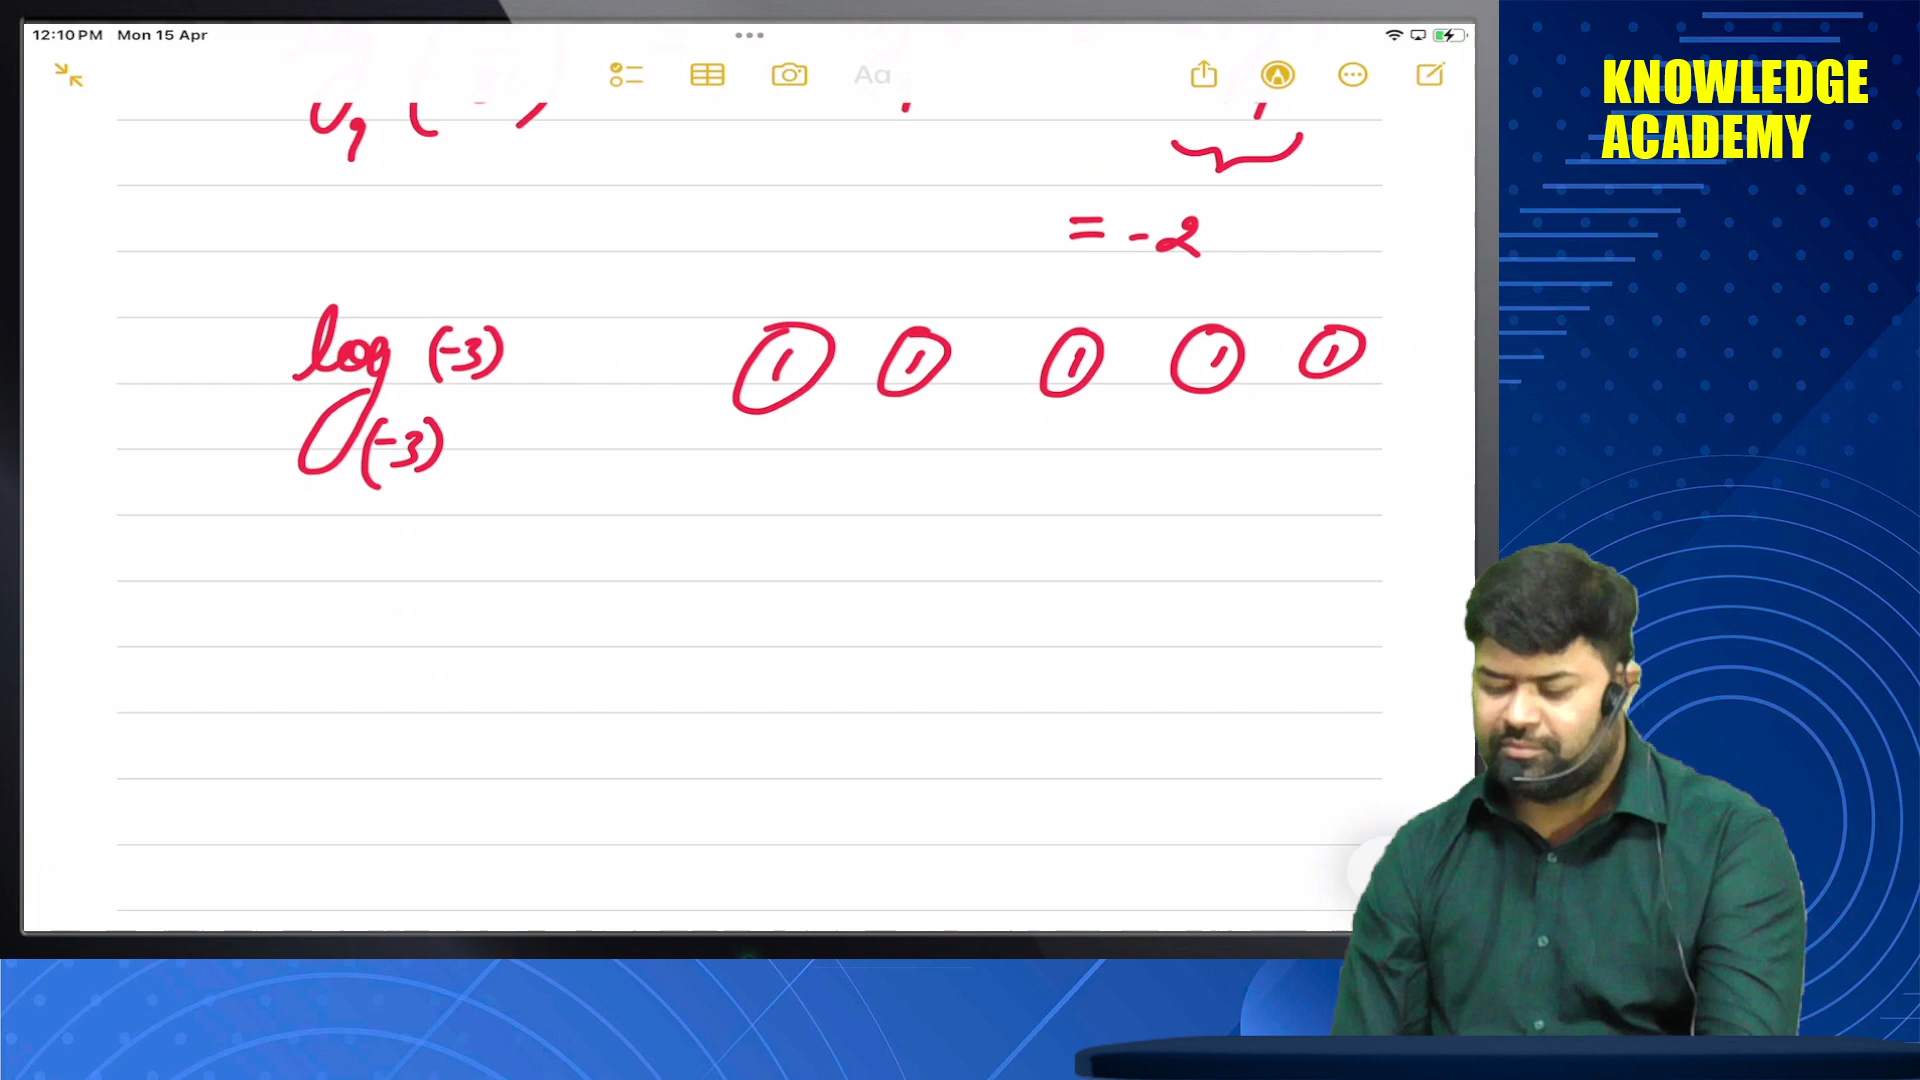 12:10 PM Mon 15 Apr
Aa
KNOWLEDGE
ACADEMY
= -2
log (-3) 1 1 1 1 1
(-3)